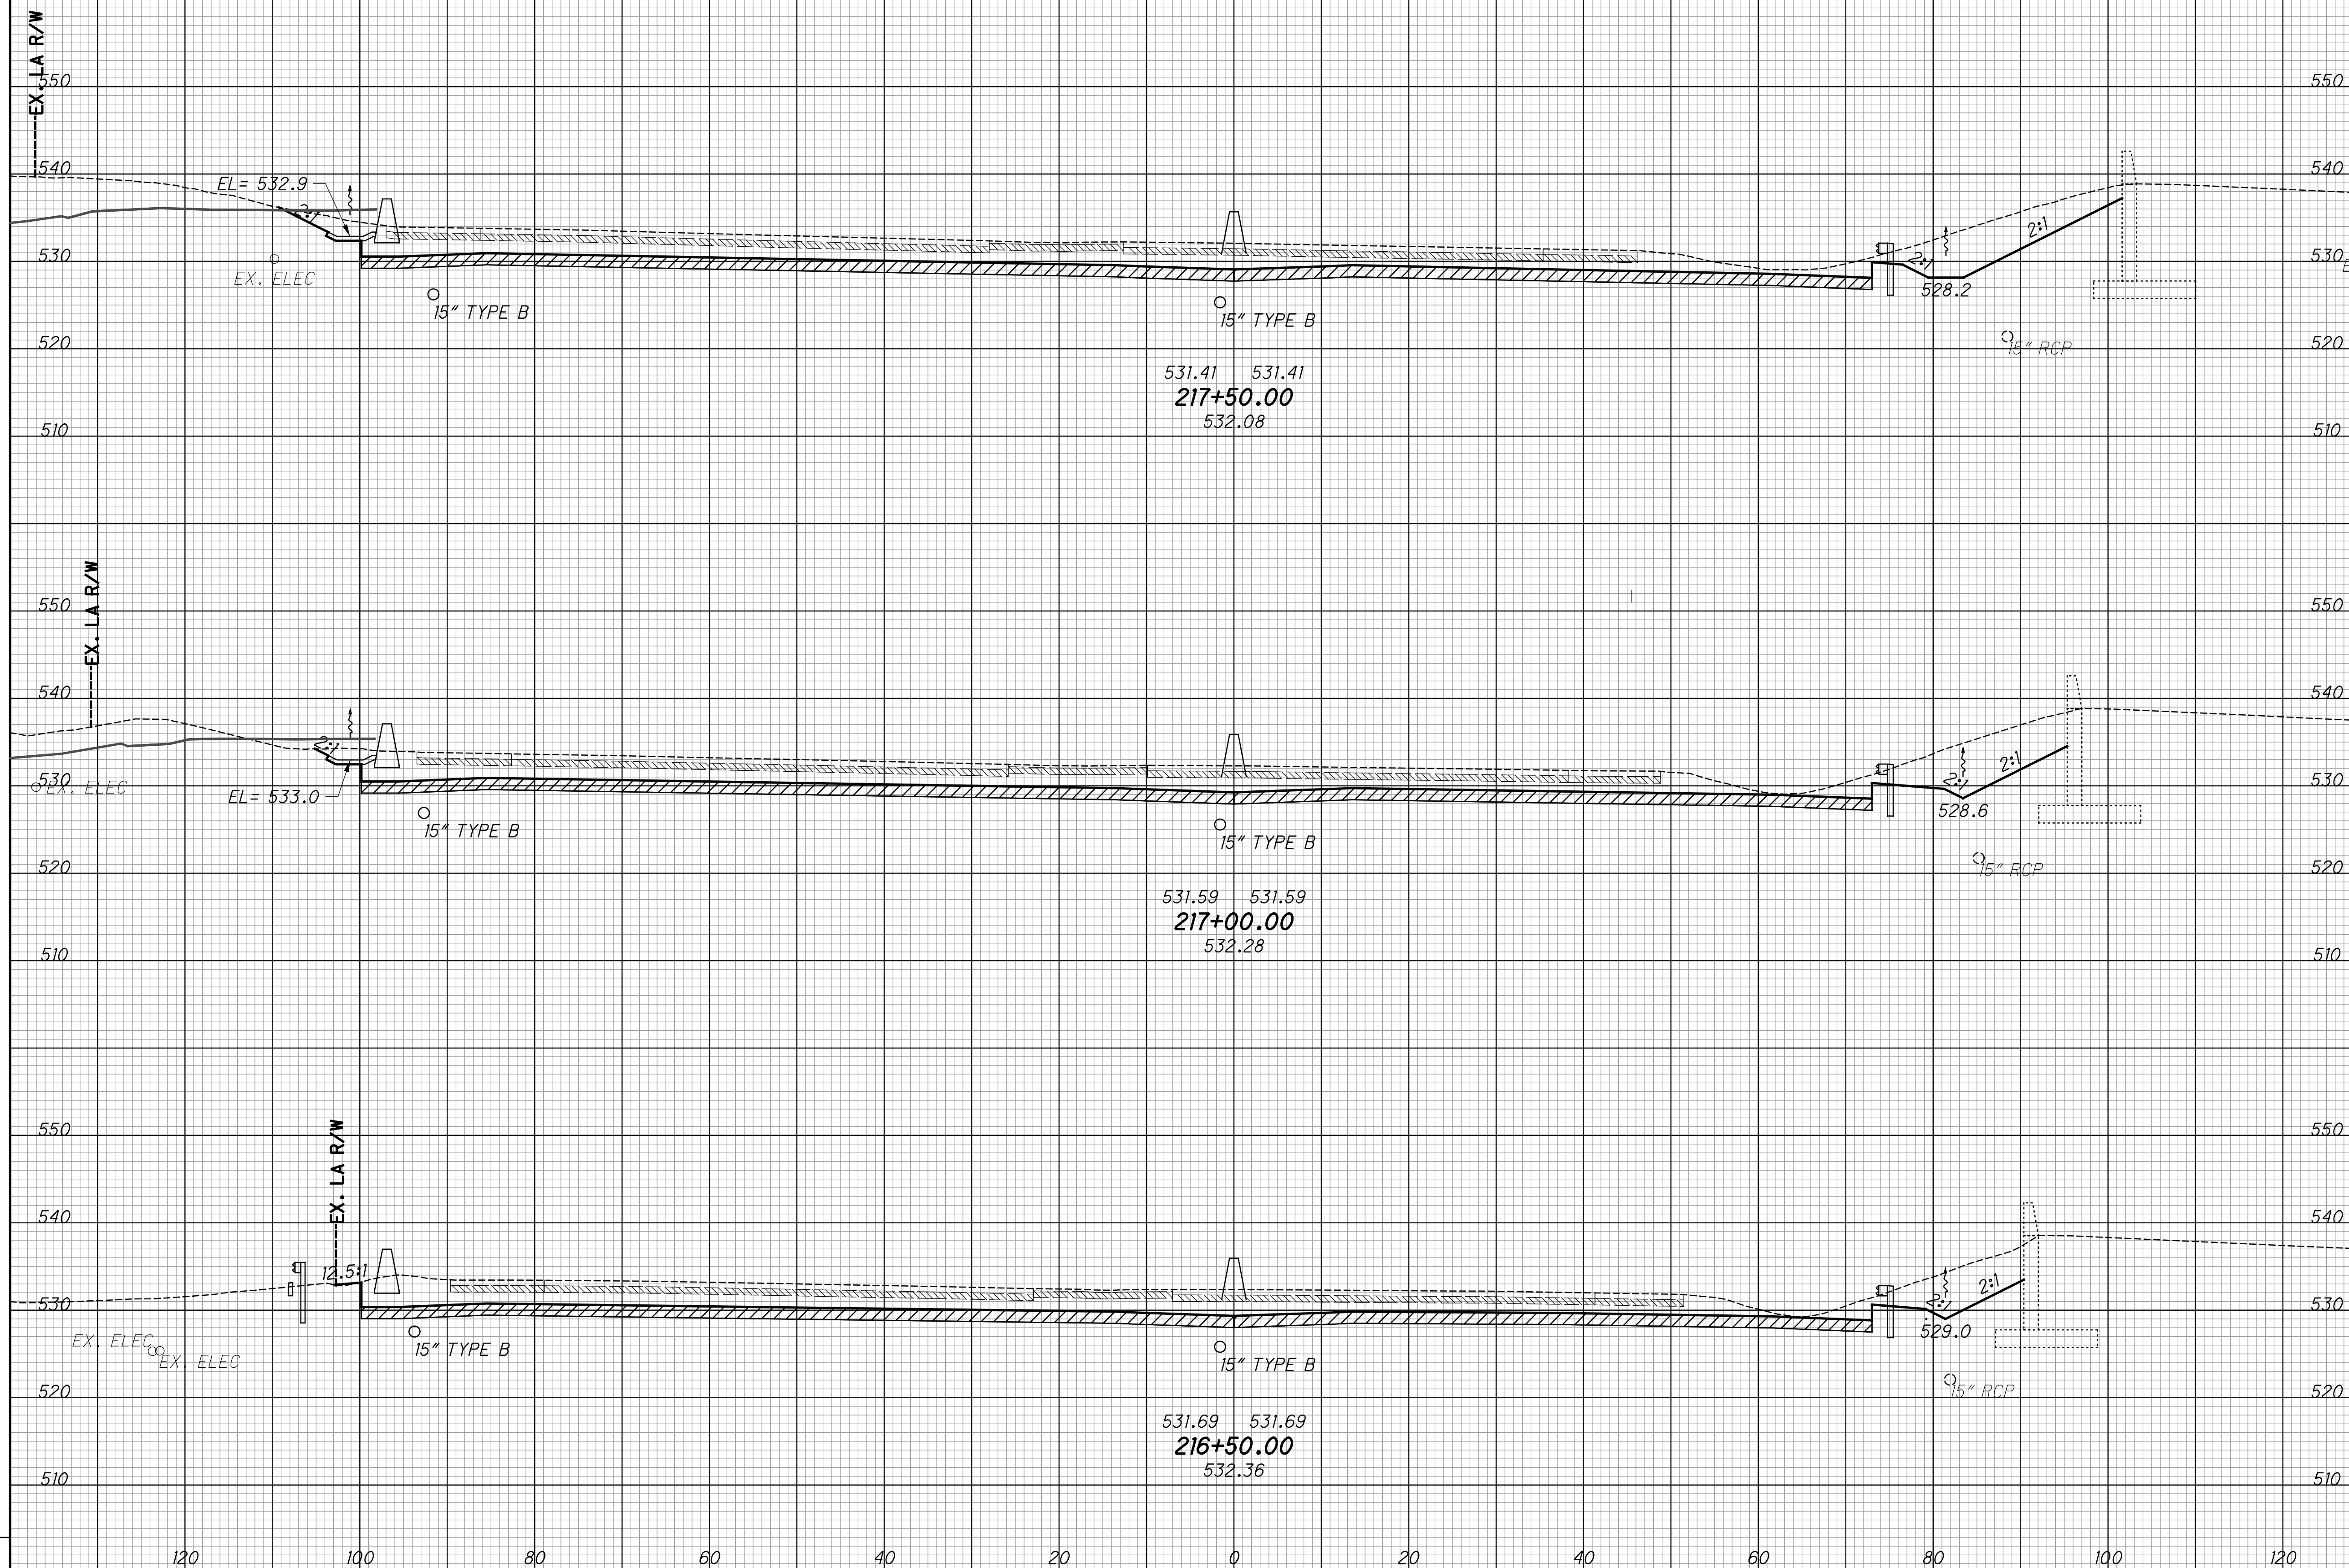 EX. LA R/W
550 550
540 540
EL= 532.9
2:1
530 530
EX. ELEC
2:1
2:1
528.2
15" TYPE B
15" TYPE B
15" RCP
520 520
531.41 531.41
217+50.00
532.08
510 510
EX. LA R/W
550 550
540 540
2:1
530 530
EX. ELEC
EL= 533.0
2:1
2:1
528.6
15" TYPE B
15" TYPE B
15" RCP
520 520
531.59 531.59
217+00.00
532.28
510 510
EX. LA R/W
550 550
540 540
12.5:1
530 530
2:1
2:1
529.0
EX. ELEC
EX. ELEC
15" TYPE B
15" TYPE B
15" RCP
520 520
531.69 531.69
216+50.00
532.36
510 510
120 100 80 60 40 20 0 20 40 60 80 100 120